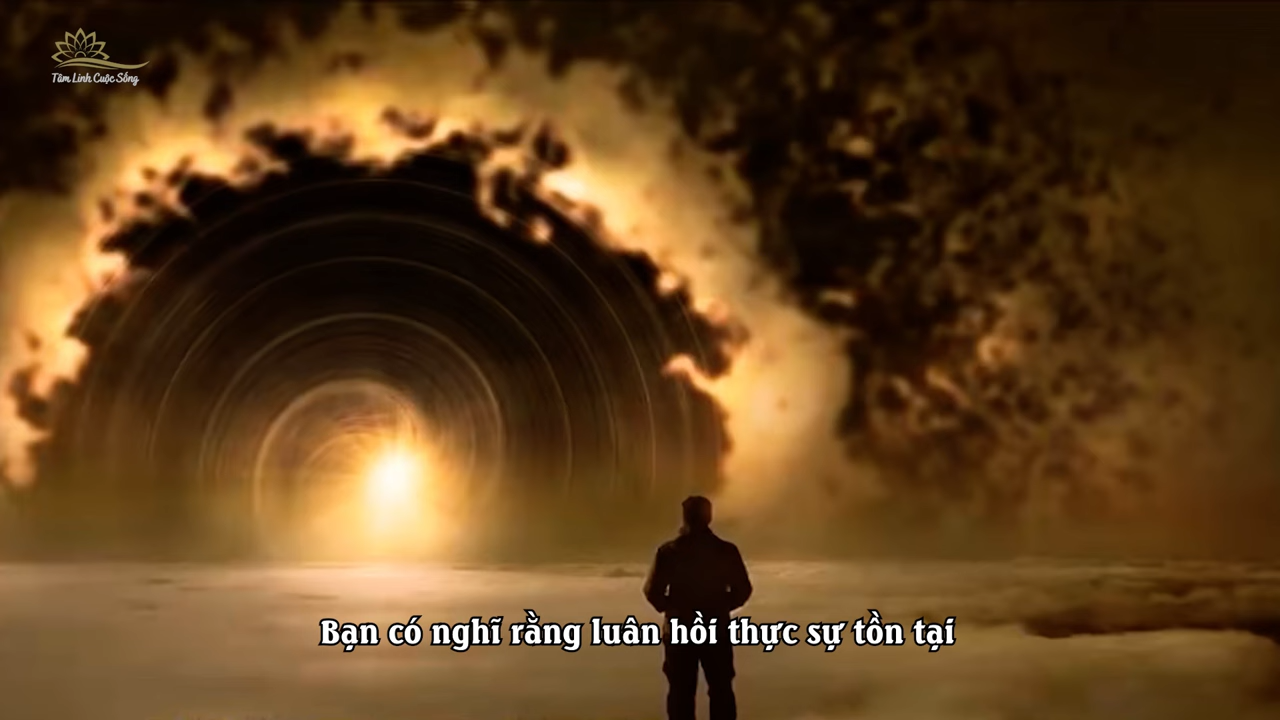 Tâm Linh Cuộc Sống
Bạn có nghĩ rằng luân hồi thực sự tồn tại